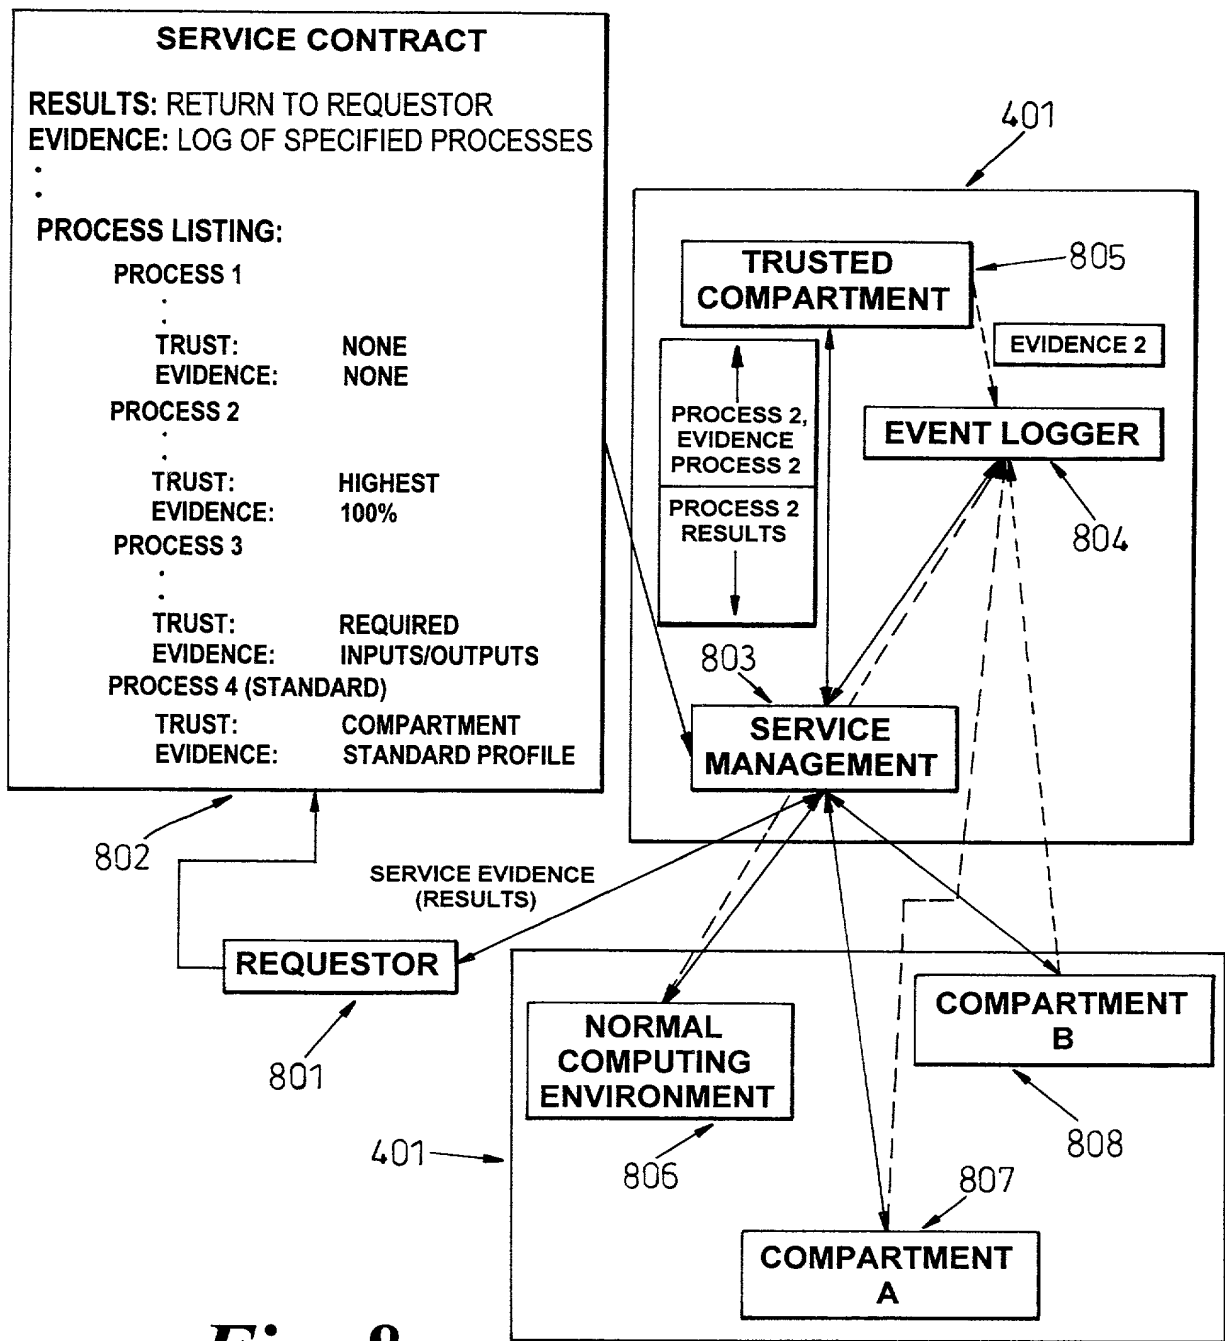 SERVICE CONTRACT
RESULTS: RETURN TO REQUESTOR
EVIDENCE: LOG OF SPECIFIED PROCESSES
.
.
PROCESS LISTING:
PROCESS 1
.
.
TRUST: NONE
EVIDENCE: NONE
PROCESS 2
.
.
TRUST: HIGHEST
EVIDENCE: 100%
PROCESS 3
.
.
TRUST: REQUIRED
EVIDENCE: INPUTS/OUTPUTS
PROCESS 4 (STANDARD)
TRUST: COMPARTMENT
EVIDENCE: STANDARD PROFILE
802
401
TRUSTED
COMPARTMENT
805
EVIDENCE 2
PROCESS 2,
EVIDENCE
PROCESS 2
PROCESS 2
RESULTS
EVENT LOGGER
804
803
SERVICE
MANAGEMENT
SERVICE EVIDENCE
(RESULTS)
REQUESTOR
801
NORMAL
COMPUTING
ENVIRONMENT
806
COMPARTMENT
B
808
401
807
COMPARTMENT
A